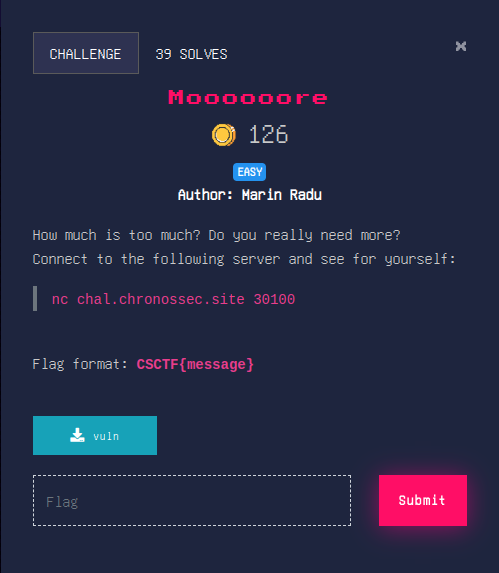 CHALLENGE 39 SOLVES ×
Moooooore
126
EASY
Author: Marin Radu
How much is too much? Do you really need more?
Connect to the following server and see for yourself:
nc chal.chronossec.site 30100
Flag format: CSCTF{message}
vuln
Flag Submit